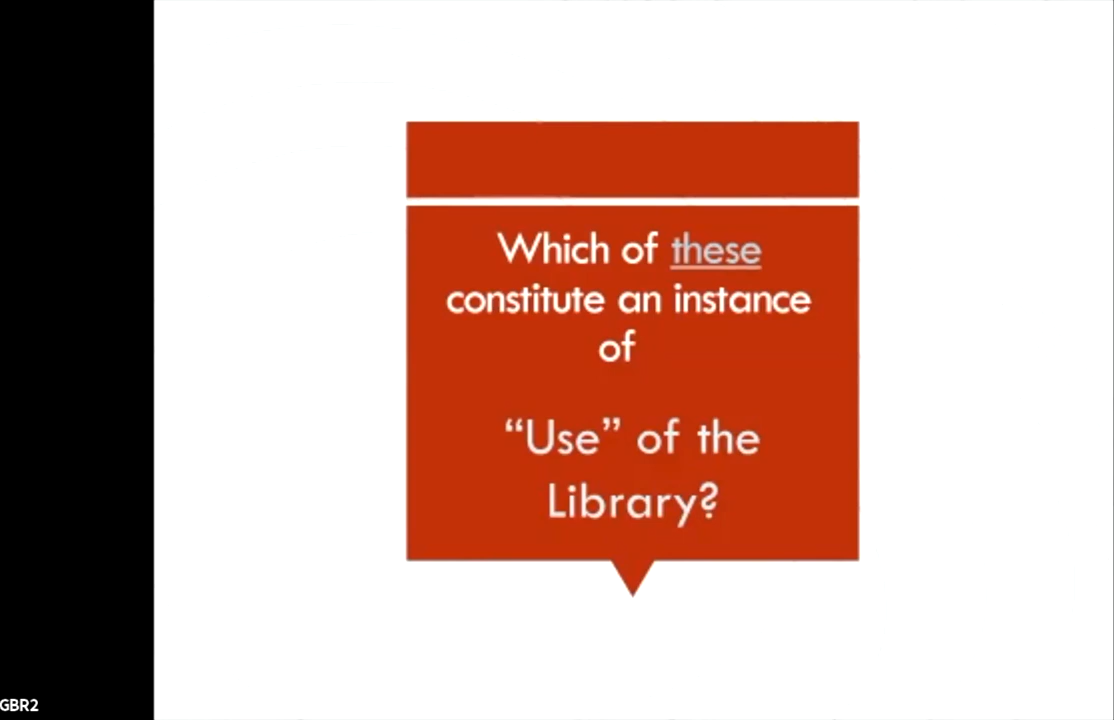 Which of these
constitute an instance
of
“Use” of the
Library?
GBR2